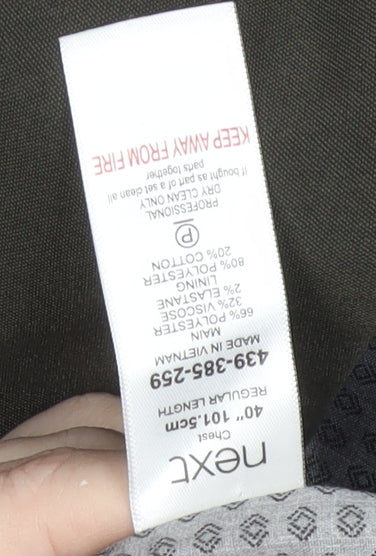 next
Chest
40" 101.5cm
REGULAR LENGTH
439-385-259
MADE IN VIETNAM
MAIN
66% POLYESTER
32% VISCOSE
2% ELASTANE
LINING
80% POLYESTER
20% COTTON
P
PROFESSIONAL
DRY CLEAN ONLY
If bought as part of a set clean all
parts together
KEEP AWAY FROM FIRE